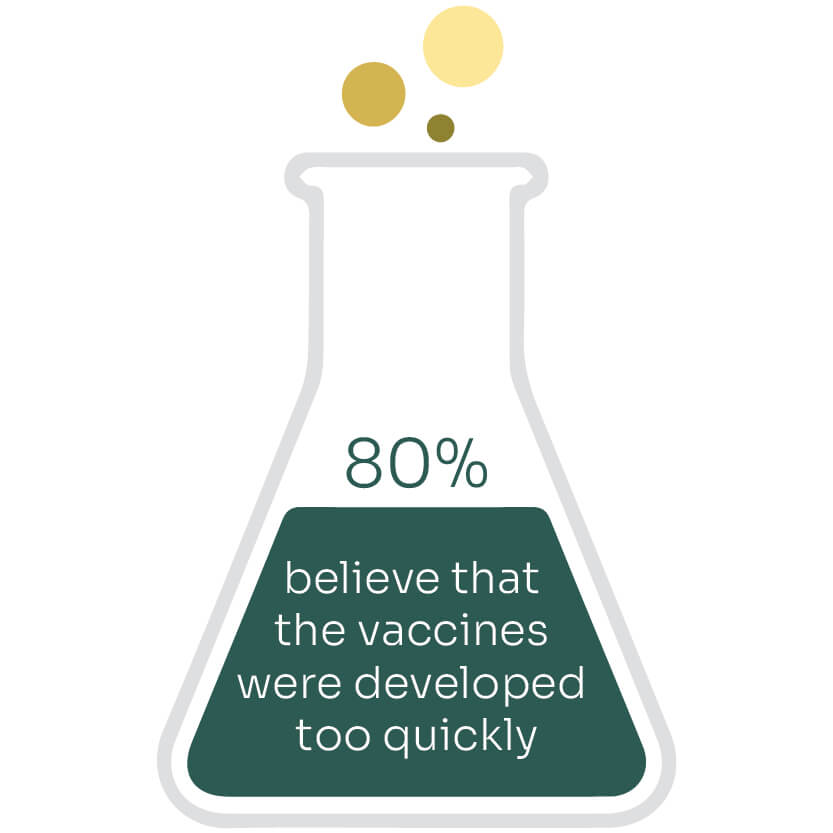 80%
believe that
the vaccines
were developed
too quickly